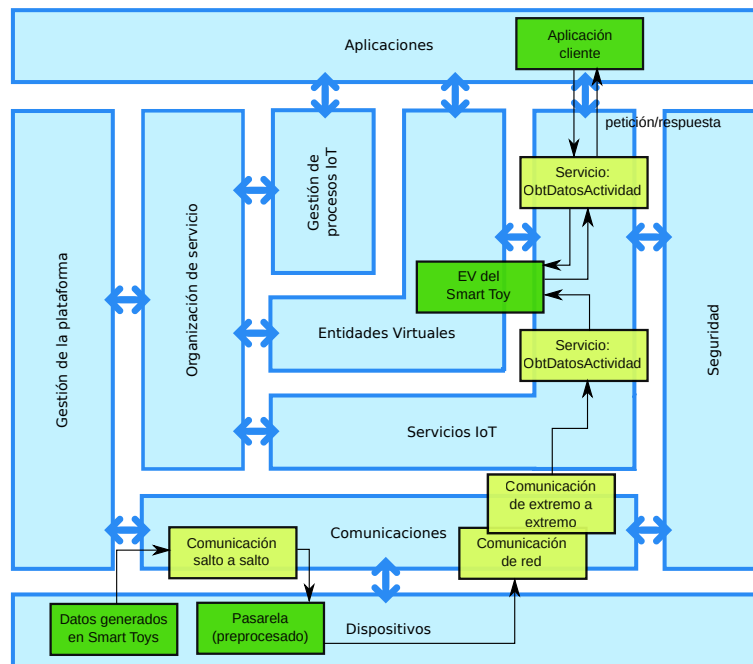 Aplicaciones
Aplicación
cliente
petición/respuesta
Gestión de la plataforma
Organización de servicio
Gestión de
procesos IoT
Servicio:
ObtDatosActividad
EV del
Smart Toy
Entidades Virtuales
Servicio:
ObtDatosActividad
Seguridad
Servicios IoT
Comunicación
de extremo a
extremo
Comunicaciones
Comunicación
salto a salto
Comunicación
de red
Datos generados
en Smart Toys
Pasarela
(preprocesado)
Dispositivos